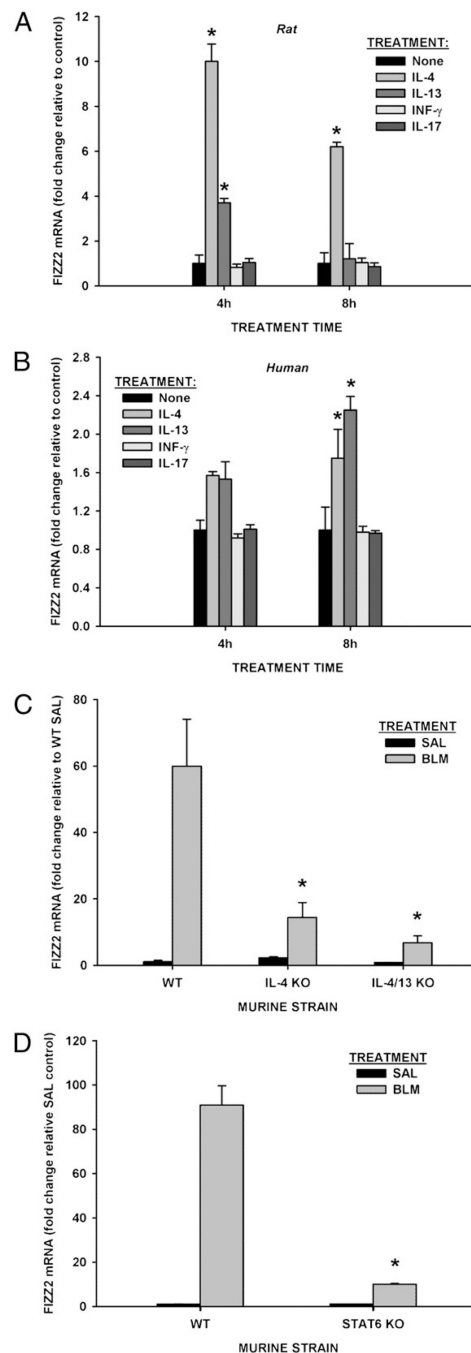 A
Rat
FIZZ2 mRNA (fold change relative to control)
12
10
8
6
4
2
0
*
*
*
TREATMENT:
None
IL-4
IL-13
INF-γ
IL-17
4h
8h
TREATMENT TIME
B
Human
FIZZ2 mRNA (fold change relative to control)
2.8
2.4
2.0
1.6
1.2
0.8
0.4
0.0
TREATMENT:
None
IL-4
IL-13
INF-γ
IL-17
*
*
4h
8h
TREATMENT TIME
C
FIZZ2 mRNA (fold change relative to WT SAL)
80
60
40
20
0
TREATMENT
SAL
BLM
*
*
WT
IL-4 KO
IL-4/13 KO
MURINE STRAIN
D
FIZZ2 mRNA (fold change relative SAL control)
120
100
80
60
40
20
0
TREATMENT
SAL
BLM
*
WT
STAT6 KO
MURINE STRAIN